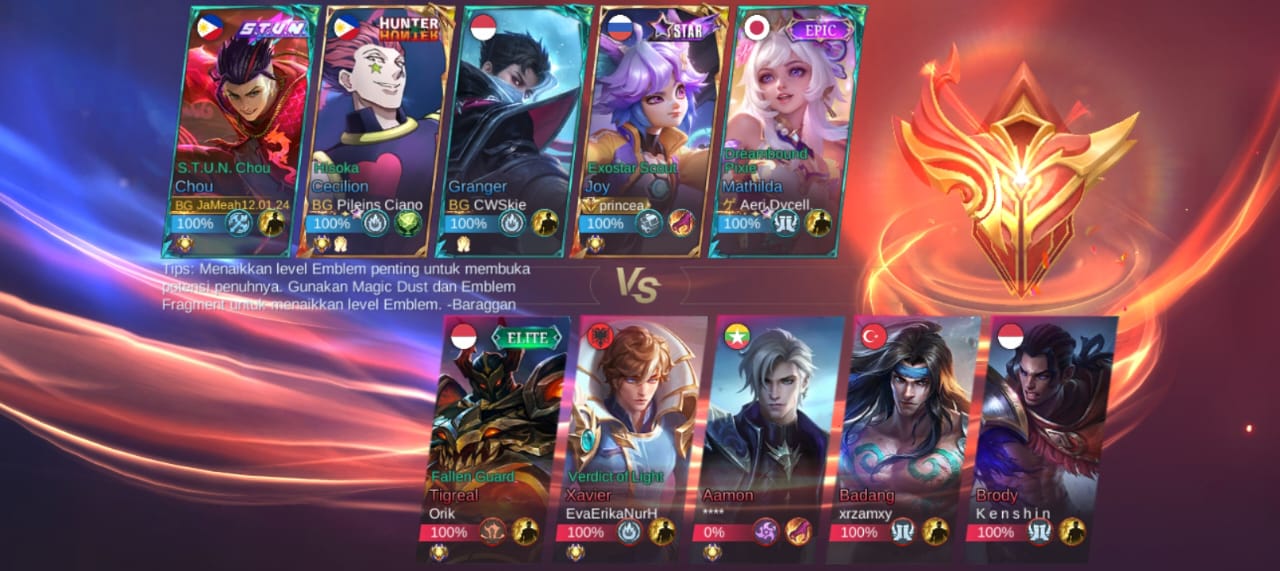 S.T.U.N.
HUNTER
HUNTER
STAR
EPIC
S.T.U.N. Chou
Chou
BG JaMeah12.01.24
100%
Hisoka
Cecilion
BG Pileins Ciano
100%
Granger
BG CWSkie
100%
Exostar Scout
Joy
princea
100%
Dreambound
Pixie
Mathilda
ゲ Aeri Dvcell
100%
Tips: Menaikkan level Emblem penting untuk membuka
potensi penuhnya. Gunakan Magic Dust dan Emblem
Fragment untuk menaikkan level Emblem. -Baraggan
VS
ELITE
Fallen Guard
Tigreal
Orik
100%
Verdict of Light
Xavier
EvaErikaNurH
100%
Aamon
****
0%
Badang
xrzamxy
100%
Brody
K e n s h i n
100%